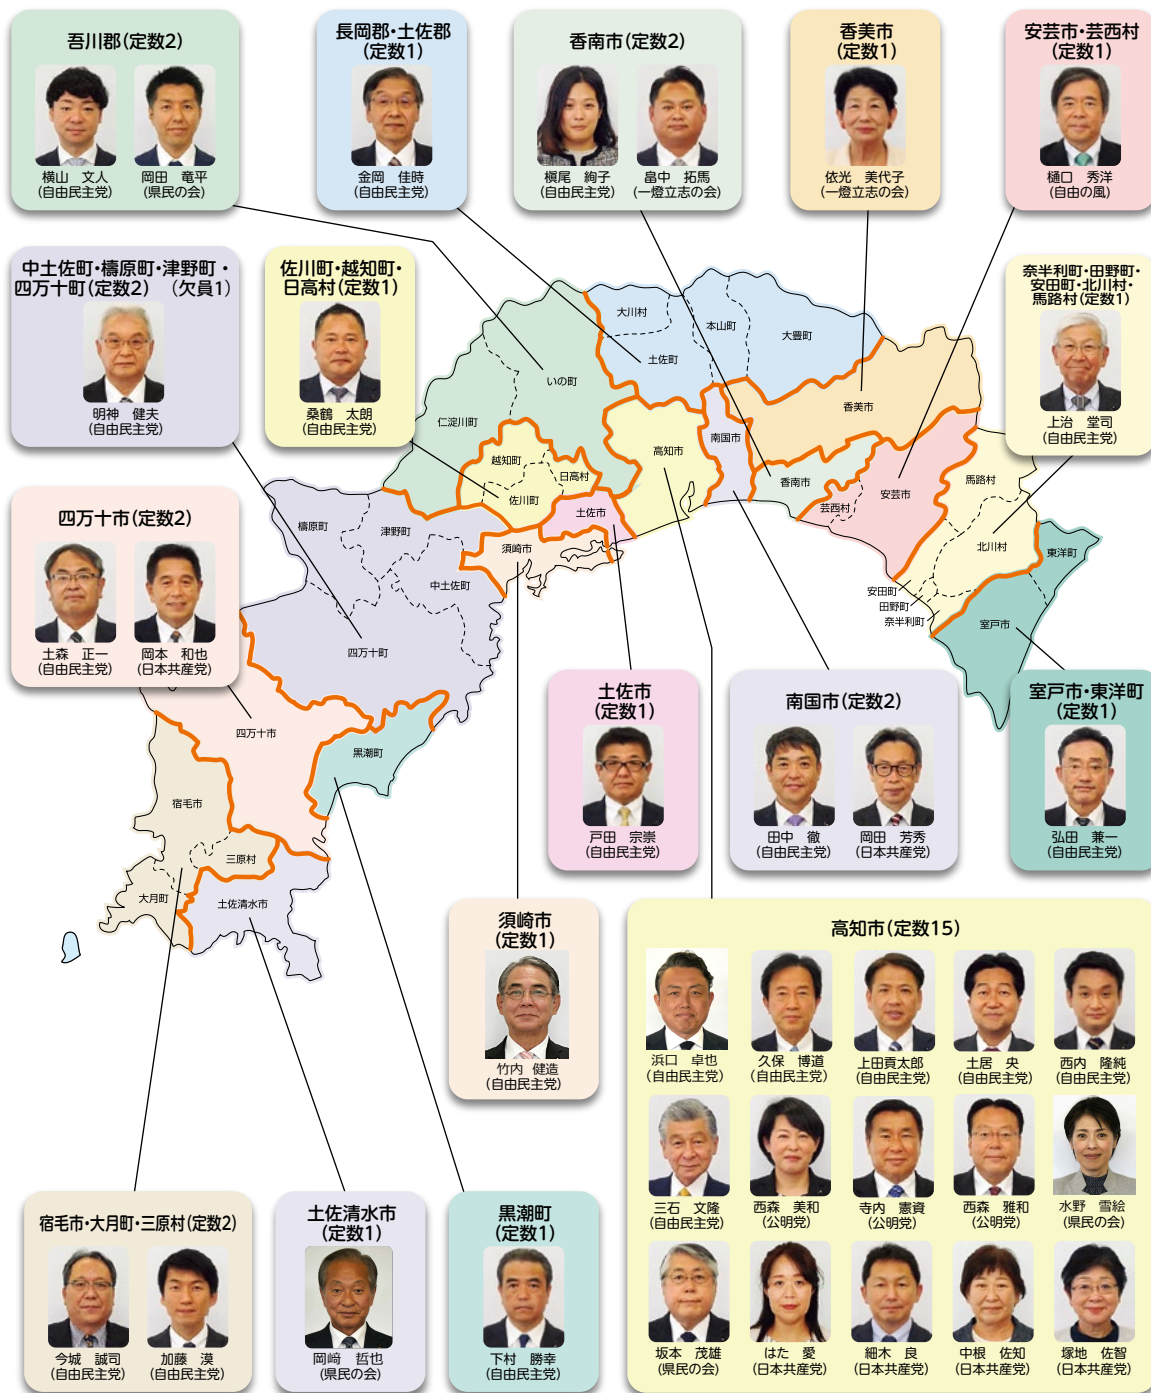 吾川郡(定数2)
横山　文人
(自由民主党)
岡田　竜平
(県民の会)
長岡郡・土佐郡
(定数1)
金岡　佳時
(自由民主党)
香南市(定数2)
槇尾　絢子
(自由民主党)
畠中　拓馬
(一燈立志の会)
香美市
(定数1)
依光　美代子
(一燈立志の会)
安芸市・芸西村
(定数1)
樋口　秀洋
(自由の風)
中土佐町・檮原町・津野町・
四万十町(定数2)　(欠員1)
明神　健夫
(自由民主党)
佐川町・越知町・
日高村(定数1)
桑鶴　太朗
(自由民主党)
奈半利町・田野町・
安田町・北川村・
馬路村(定数1)
上治　堂司
(自由民主党)
四万十市(定数2)
土森　正一
(自由民主党)
岡本　和也
(日本共産党)
大川村
本山町
大豊町
土佐町
いの町
仁淀川町
香美市
高知市
南国市
越知町
日高村
佐川町
香南市
安芸市
芸西村
馬路村
土佐市
檮原町
津野町
須崎市
中土佐町
北川村
東洋町
安田町
田野町
奈半利町
室戸市
四万十町
四万十市
黒潮町
宿毛市
三原村
大月町
土佐清水市
土佐市
(定数1)
戸田　宗崇
(自由民主党)
南国市(定数2)
田中　徹
(自由民主党)
岡田　芳秀
(日本共産党)
室戸市・東洋町
(定数1)
弘田　兼一
(自由民主党)
須崎市
(定数1)
竹内　健造
(自由民主党)
高知市(定数15)
浜口　卓也
(自由民主党)
久保　博道
(自由民主党)
上田貢太郎
(自由民主党)
土居　央
(自由民主党)
西内　隆純
(自由民主党)
三石　文隆
(自由民主党)
西森　美和
(公明党)
寺内　憲資
(公明党)
西森　雅和
(公明党)
水野　雪絵
(県民の会)
坂本　茂雄
(県民の会)
はた　愛
(日本共産党)
細木　良
(日本共産党)
中根　佐知
(日本共産党)
塚地　佐智
(日本共産党)
宿毛市・大月町・三原村(定数2)
今城　誠司
(自由民主党)
加藤　漠
(自由民主党)
土佐清水市
(定数1)
岡﨑　哲也
(県民の会)
黒潮町
(定数1)
下村　勝幸
(自由民主党)